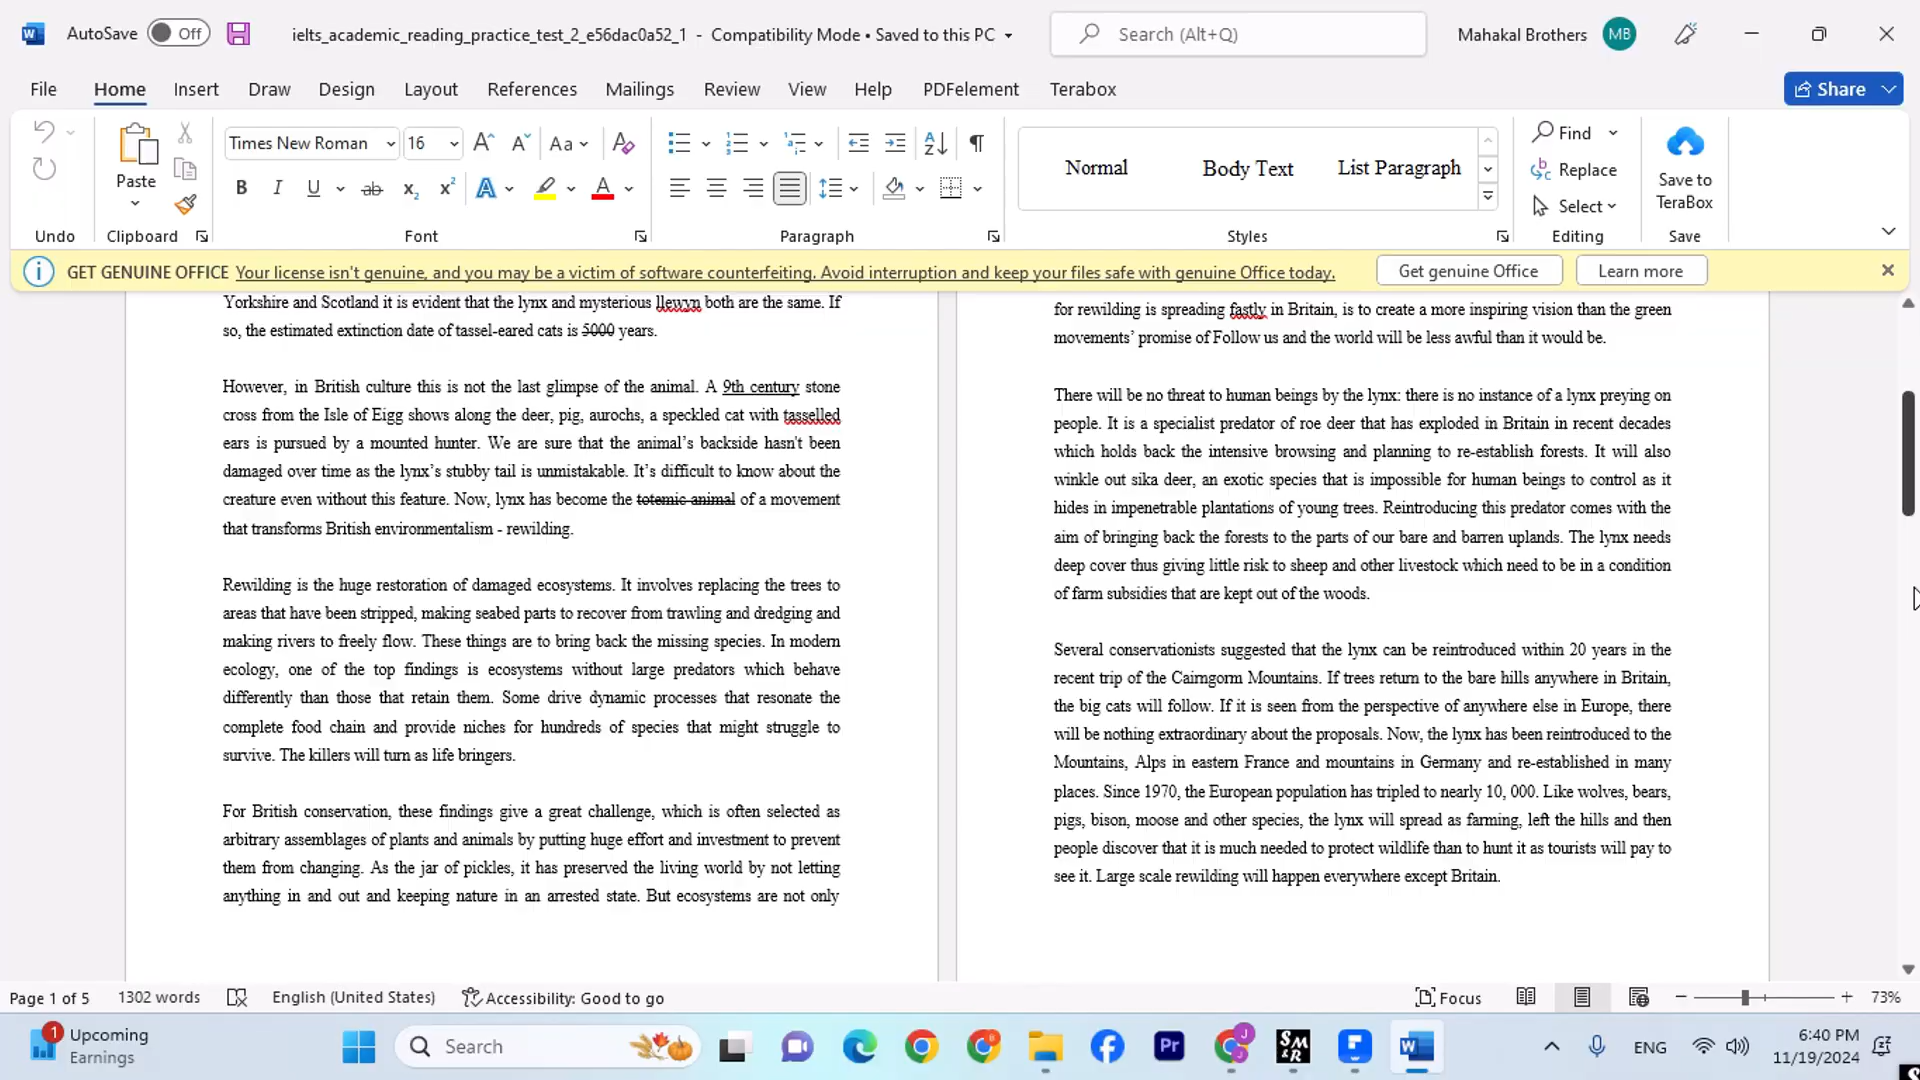 AutoSave Off ielts_academic_reading_practice_test_2_e56dac0a52_1 - Compatibility Mode • Saved to this PC Search (Alt+Q) Mahakal Brothers MB
File Home Insert Draw Design Layout References Mailings Review View Help PDFelement Terabox Share
Times New Roman 16 Aa Find
Normal Body Text List Paragraph Replace
Paste Save to TeraBox
B I U ab Select
Undo Clipboard Font Paragraph Styles Editing Save
GET GENUINE OFFICE Your license isn't genuine, and you may be a victim of software counterfeiting. Avoid interruption and keep your files safe with genuine Office today. Get genuine Office Learn more
Yorkshire and Scotland it is evident that the lynx and mysterious llewyn both are the same. If
so, the estimated extinction date of tassel-eared cats is 5000 years.
However, in British culture this is not the last glimpse of the animal. A 9th century stone
cross from the Isle of Eigg shows along the deer, pig, aurochs, a speckled cat with tasselled
ears is pursued by a mounted hunter. We are sure that the animal’s backside hasn't been
damaged over time as the lynx’s stubby tail is unmistakable. It’s difficult to know about the
creature even without this feature. Now, lynx has become the totemic animal of a movement
that transforms British environmentalism - rewilding.
Rewilding is the huge restoration of damaged ecosystems. It involves replacing the trees to
areas that have been stripped, making seabed parts to recover from trawling and dredging and
making rivers to freely flow. These things are to bring back the missing species. In modern
ecology, one of the top findings is ecosystems without large predators which behave
differently than those that retain them. Some drive dynamic processes that resonate the
complete food chain and provide niches for hundreds of species that might struggle to
survive. The killers will turn as life bringers.
For British conservation, these findings give a great challenge, which is often selected as
arbitrary assemblages of plants and animals by putting huge effort and investment to prevent
them from changing. As the jar of pickles, it has preserved the living world by not letting
anything in and out and keeping nature in an arrested state. But ecosystems are not only
for rewilding is spreading fastly in Britain, is to create a more inspiring vision than the green
movements’ promise of Follow us and the world will be less awful than it would be.
There will be no threat to human beings by the lynx: there is no instance of a lynx preying on
people. It is a specialist predator of roe deer that has exploded in Britain in recent decades
which holds back the intensive browsing and planning to re-establish forests. It will also
winkle out sika deer, an exotic species that is impossible for human beings to control as it
hides in impenetrable plantations of young trees. Reintroducing this predator comes with the
aim of bringing back the forests to the parts of our bare and barren uplands. The lynx needs
deep cover thus giving little risk to sheep and other livestock which need to be in a condition
of farm subsidies that are kept out of the woods.
Several conservationists suggested that the lynx can be reintroduced within 20 years in the
recent trip of the Cairngorm Mountains. If trees return to the bare hills anywhere in Britain,
the big cats will follow. If it is seen from the perspective of anywhere else in Europe, there
will be nothing extraordinary about the proposals. Now, the lynx has been reintroduced to the
Mountains, Alps in eastern France and mountains in Germany and re-established in many
places. Since 1970, the European population has tripled to nearly 10, 000. Like wolves, bears,
pigs, bison, moose and other species, the lynx will spread as farming, left the hills and then
people discover that it is much needed to protect wildlife than to hunt it as tourists will pay to
see it. Large scale rewilding will happen everywhere except Britain.
Page 1 of 5 1302 words English (United States) Accessibility: Good to go Focus 73%
1 Upcoming Search Pr J SM&R ENG 6:40 PM
Earnings 11/19/2024